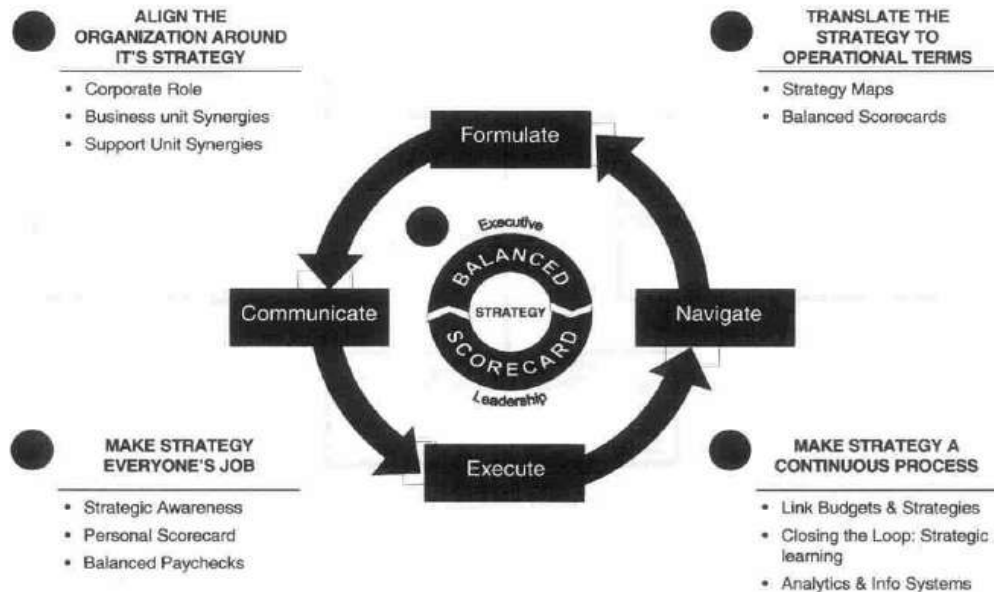 ALIGN THE
ORGANIZATION AROUND
IT'S STRATEGY
• Corporate Role
• Business unit Synergies
• Support Unit Synergies
TRANSLATE THE
STRATEGY TO
OPERATIONAL TERMS
• Strategy Maps
• Balanced Scorecards
Formulate
Executive
BALANCED
STRATEGY
SCORECARD
Leadership
Communicate
Navigate
Execute
MAKE STRATEGY
EVERYONE'S JOB
• Strategic Awareness
• Personal Scorecard
• Balanced Paychecks
MAKE STRATEGY A
CONTINUOUS PROCESS
• Link Budgets & Strategies
• Closing the Loop: Strategic
learning
• Analytics & Info Systems